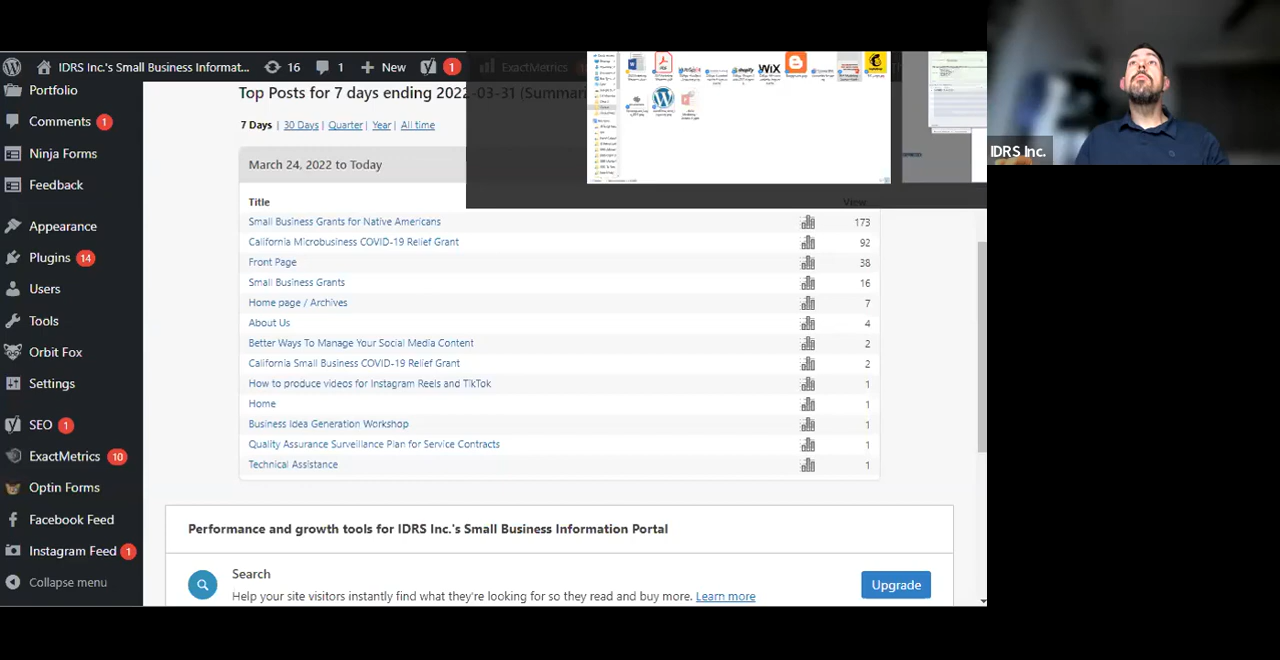 IDRS Inc.'s Small Business Informat...
16
1
New
1
ExactMetrics
Portfolio
Comments 1
Ninja Forms
Feedback
Appearance
Plugins 14
Users
Tools
Orbit Fox
Settings
SEO 1
ExactMetrics 10
Optin Forms
Facebook Feed
Instagram Feed 1
Collapse menu
Top Posts for 7 days ending 2022-03-31 (Summar
7 Days | 30 Days | Quarter | Year | All time
March 24, 2022 to Today
Title View
Small Business Grants for Native Americans 173
California Microbusiness COVID-19 Relief Grant 92
Front Page 38
Small Business Grants 16
Home page / Archives 7
About Us 4
Better Ways To Manage Your Social Media Content 2
California Small Business COVID-19 Relief Grant 2
How to produce videos for Instagram Reels and TikTok 1
Home 1
Business Idea Generation Workshop 1
Quality Assurance Surveillance Plan for Service Contracts 1
Technical Assistance 1
Performance and growth tools for IDRS Inc.'s Small Business Information Portal
Search
Help your site visitors instantly find what they're looking for so they read and buy more. Learn more
Upgrade
WiX
IDRS Inc.